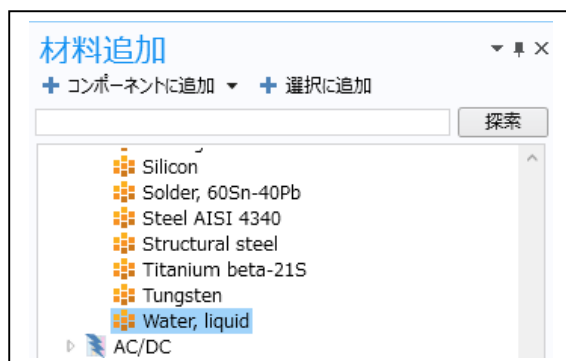 材料追加
コンポーネントに追加
選択に追加
探索
Silicon
Solder, 60Sn-40Pb
Steel AISI 4340
Structural steel
Titanium beta-21S
Tungsten
Water, liquid
AC/DC